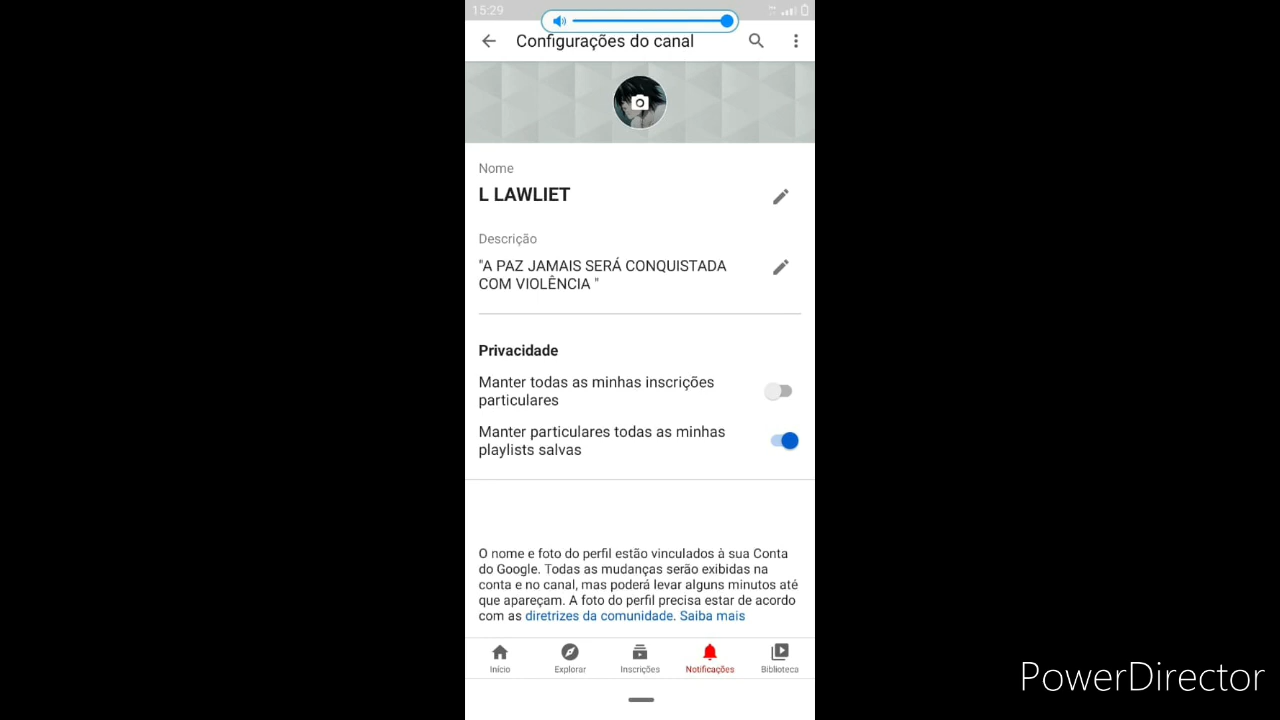 15:29
Configurações do canal
Nome
L LAWLIET
Descrição
"A PAZ JAMAIS SERÁ CONQUISTADA
COM VIOLÊNCIA "
Privacidade
Manter todas as minhas inscrições
particulares
Manter particulares todas as minhas
playlists salvas
O nome e foto do perfil estão vinculados à sua Conta
do Google. Todas as mudanças serão exibidas na
conta e no canal, mas poderá levar alguns minutos até
que apareçam. A foto do perfil precisa estar de acordo
com as diretrizes da comunidade. Saiba mais
Início Explorar Inscrições Notificações Biblioteca
PowerDirector